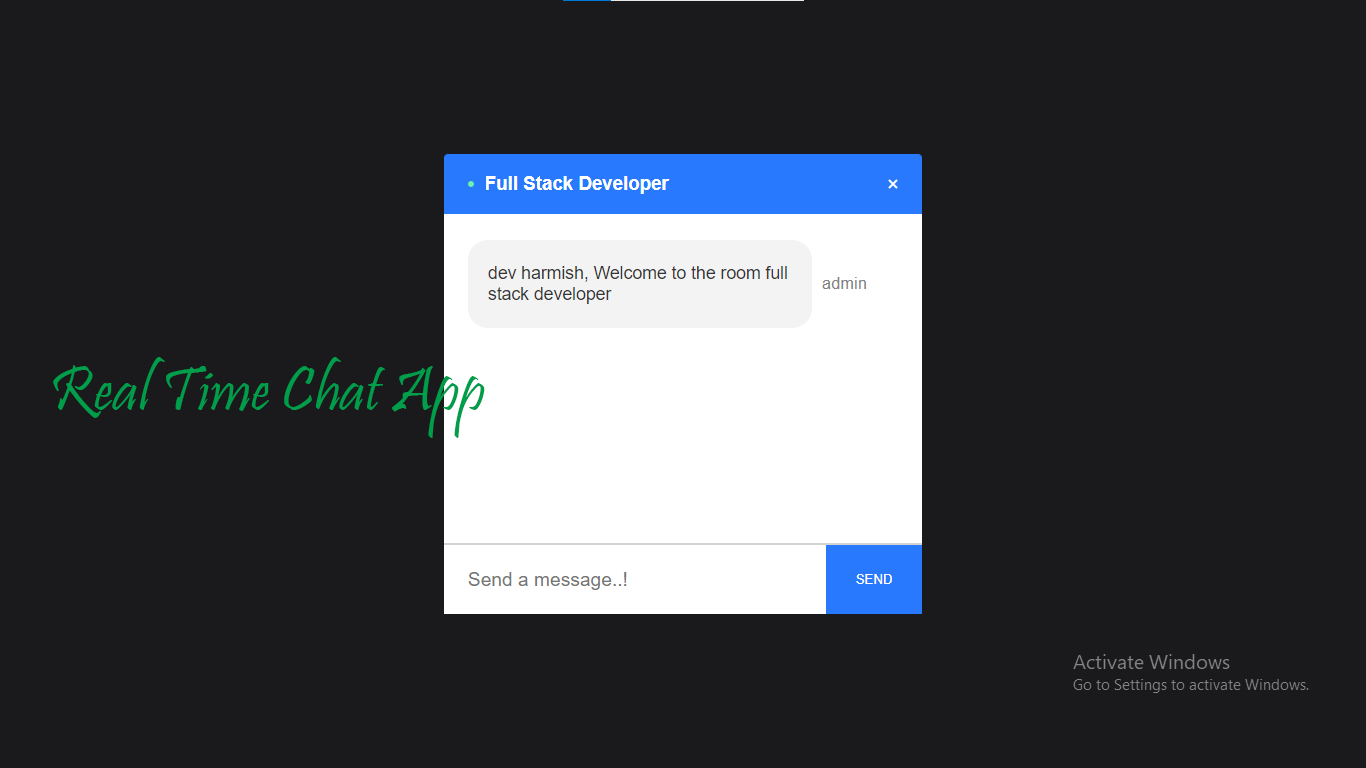 Full Stack Developer
×
dev harmish, Welcome to the room full
stack developer
admin
Real Time Chat App
Send a message..!
SEND
Activate Windows
Go to Settings to activate Windows.